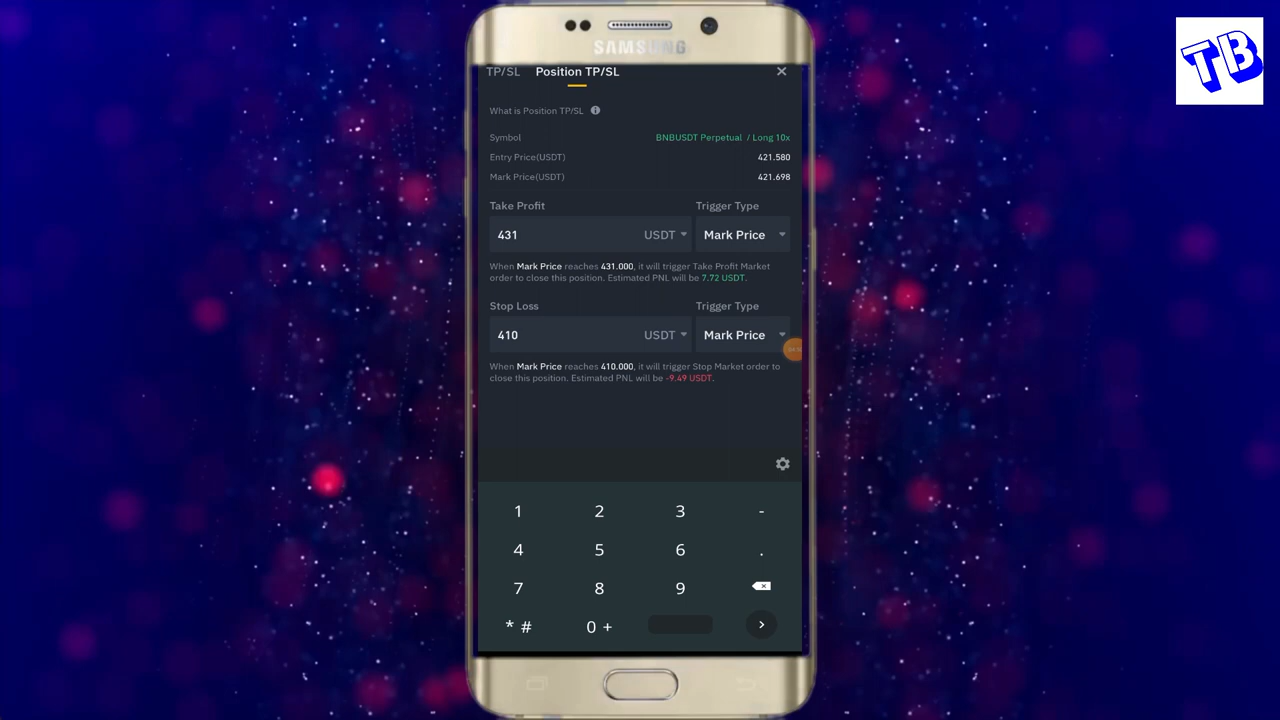 SAMSUNG
TB
TP/SL Position TP/SL
What is Position TP/SL
Symbol BNBUSDT Perpetual / Long 10x
Entry Price(USDT) 421.580
Mark Price(USDT) 421.698
Take Profit Trigger Type
431 USDT Mark Price
When Mark Price reaches 431.000, it will trigger Take Profit Market
order to close this position. Estimated PNL will be 7.72 USDT.
Stop Loss Trigger Type
410 USDT Mark Price
When Mark Price reaches 410.000, it will trigger Stop Market order to
close this position. Estimated PNL will be -9.49 USDT.
1 2 3 -
4 5 6 .
7 8 9
* # 0 +